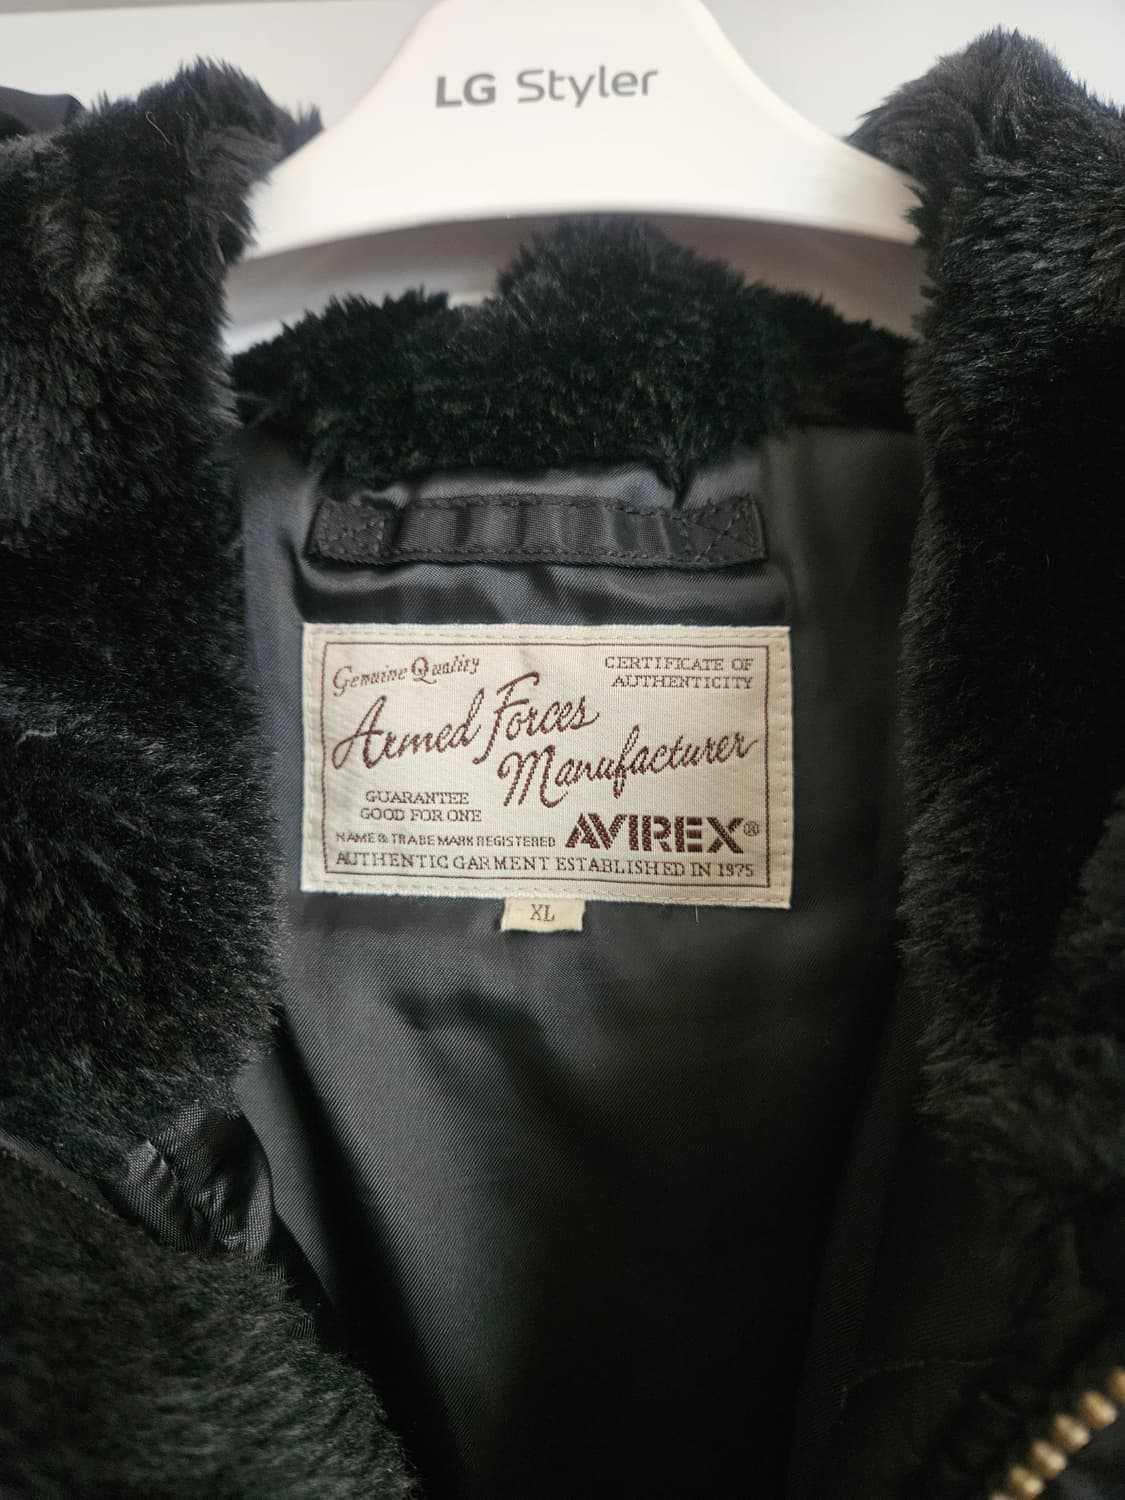 LG Styler
Genuine Quality
CERTIFICATE OF
AUTHENTICITY
Armed Forces
Manufacturer
GUARANTEE
GOOD FOR ONE
NAME & TRADE MARK REGISTERED AVIREX®
AUTHENTIC GARMENT ESTABLISHED IN 1975
XL